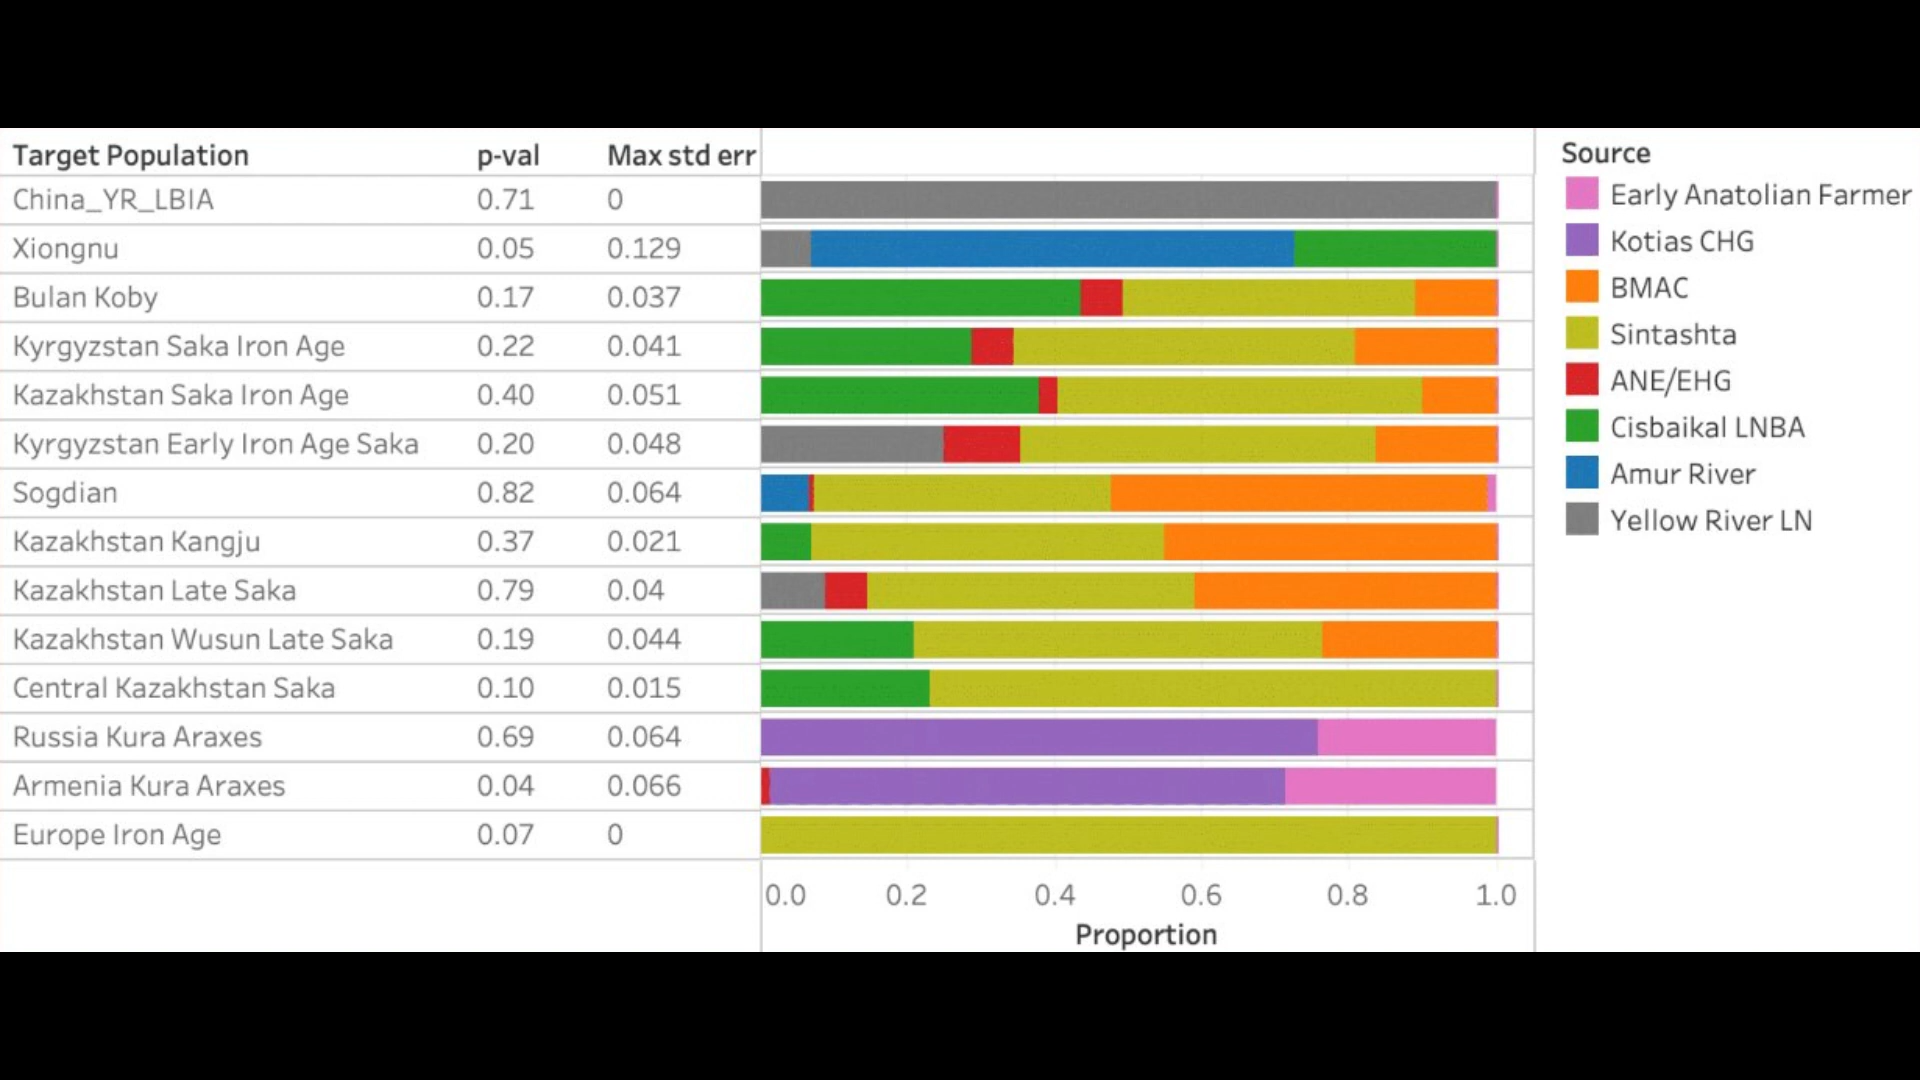 Target Population p-val Max std err
China_YR_LBIA 0.71 0
Xiongnu 0.05 0.129
Bulan Koby 0.17 0.037
Kyrgyzstan Saka Iron Age 0.22 0.041
Kazakhstan Saka Iron Age 0.40 0.051
Kyrgyzstan Early Iron Age Saka 0.20 0.048
Sogdian 0.82 0.064
Kazakhstan Kangju 0.37 0.021
Kazakhstan Late Saka 0.79 0.04
Kazakhstan Wusun Late Saka 0.19 0.044
Central Kazakhstan Saka 0.10 0.015
Russia Kura Araxes 0.69 0.064
Armenia Kura Araxes 0.04 0.066
Europe Iron Age 0.07 0
0.0 0.2 0.4 0.6 0.8 1.0
Proportion
Source
Early Anatolian Farmer
Kotias CHG
BMAC
Sintashta
ANE/EHG
Cisbaikal LNBA
Amur River
Yellow River LN